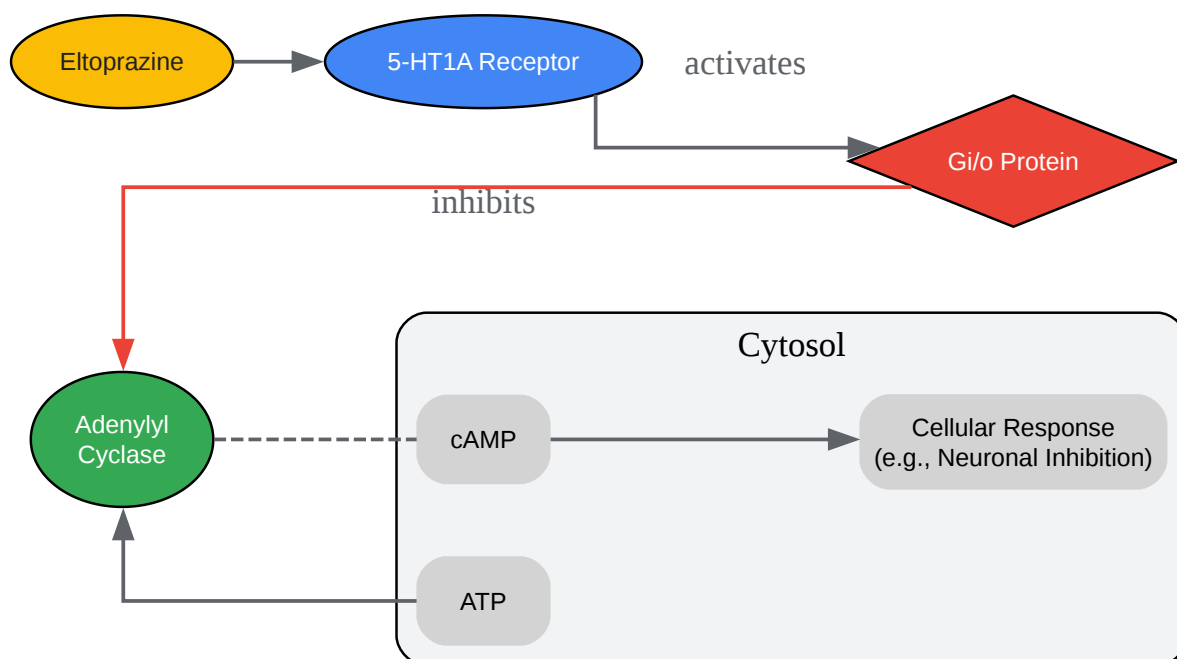 Eltoprazine
5-HT1A Receptor
activates
Gi/o Protein
inhibits
Cytosol
Adenylyl
Cyclase
cAMP
Cellular Response
(e.g., Neuronal Inhibition)
ATP